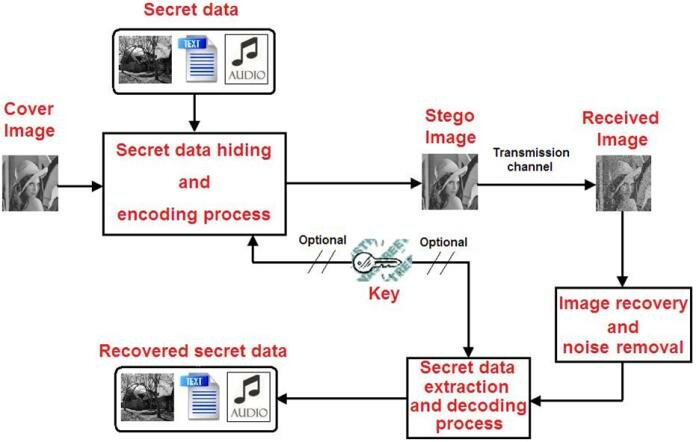 Secret data
TEXT
AUDIO
Cover
Image
Secret data hiding
and
encoding process
Stego
Image
Transmission
channel
Received
Image
Optional
Optional
Key
Image recovery
and
noise removal
Recovered secret data
TEXT
AUDIO
Secret data
extraction
and decoding
process